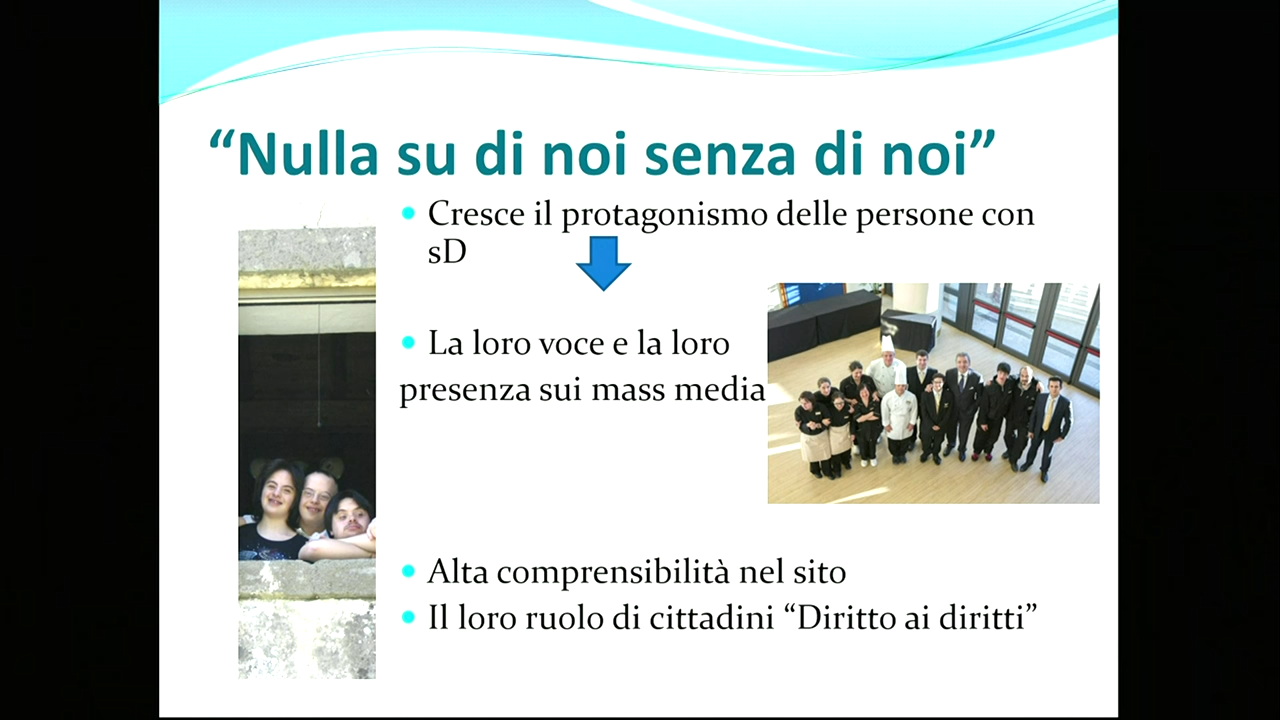 “Nulla su di noi senza di noi”
Cresce il protagonismo delle persone con
sD
La loro voce e la loro
presenza sui mass media
Alta comprensibilità nel sito
Il loro ruolo di cittadini “Diritto ai diritti”